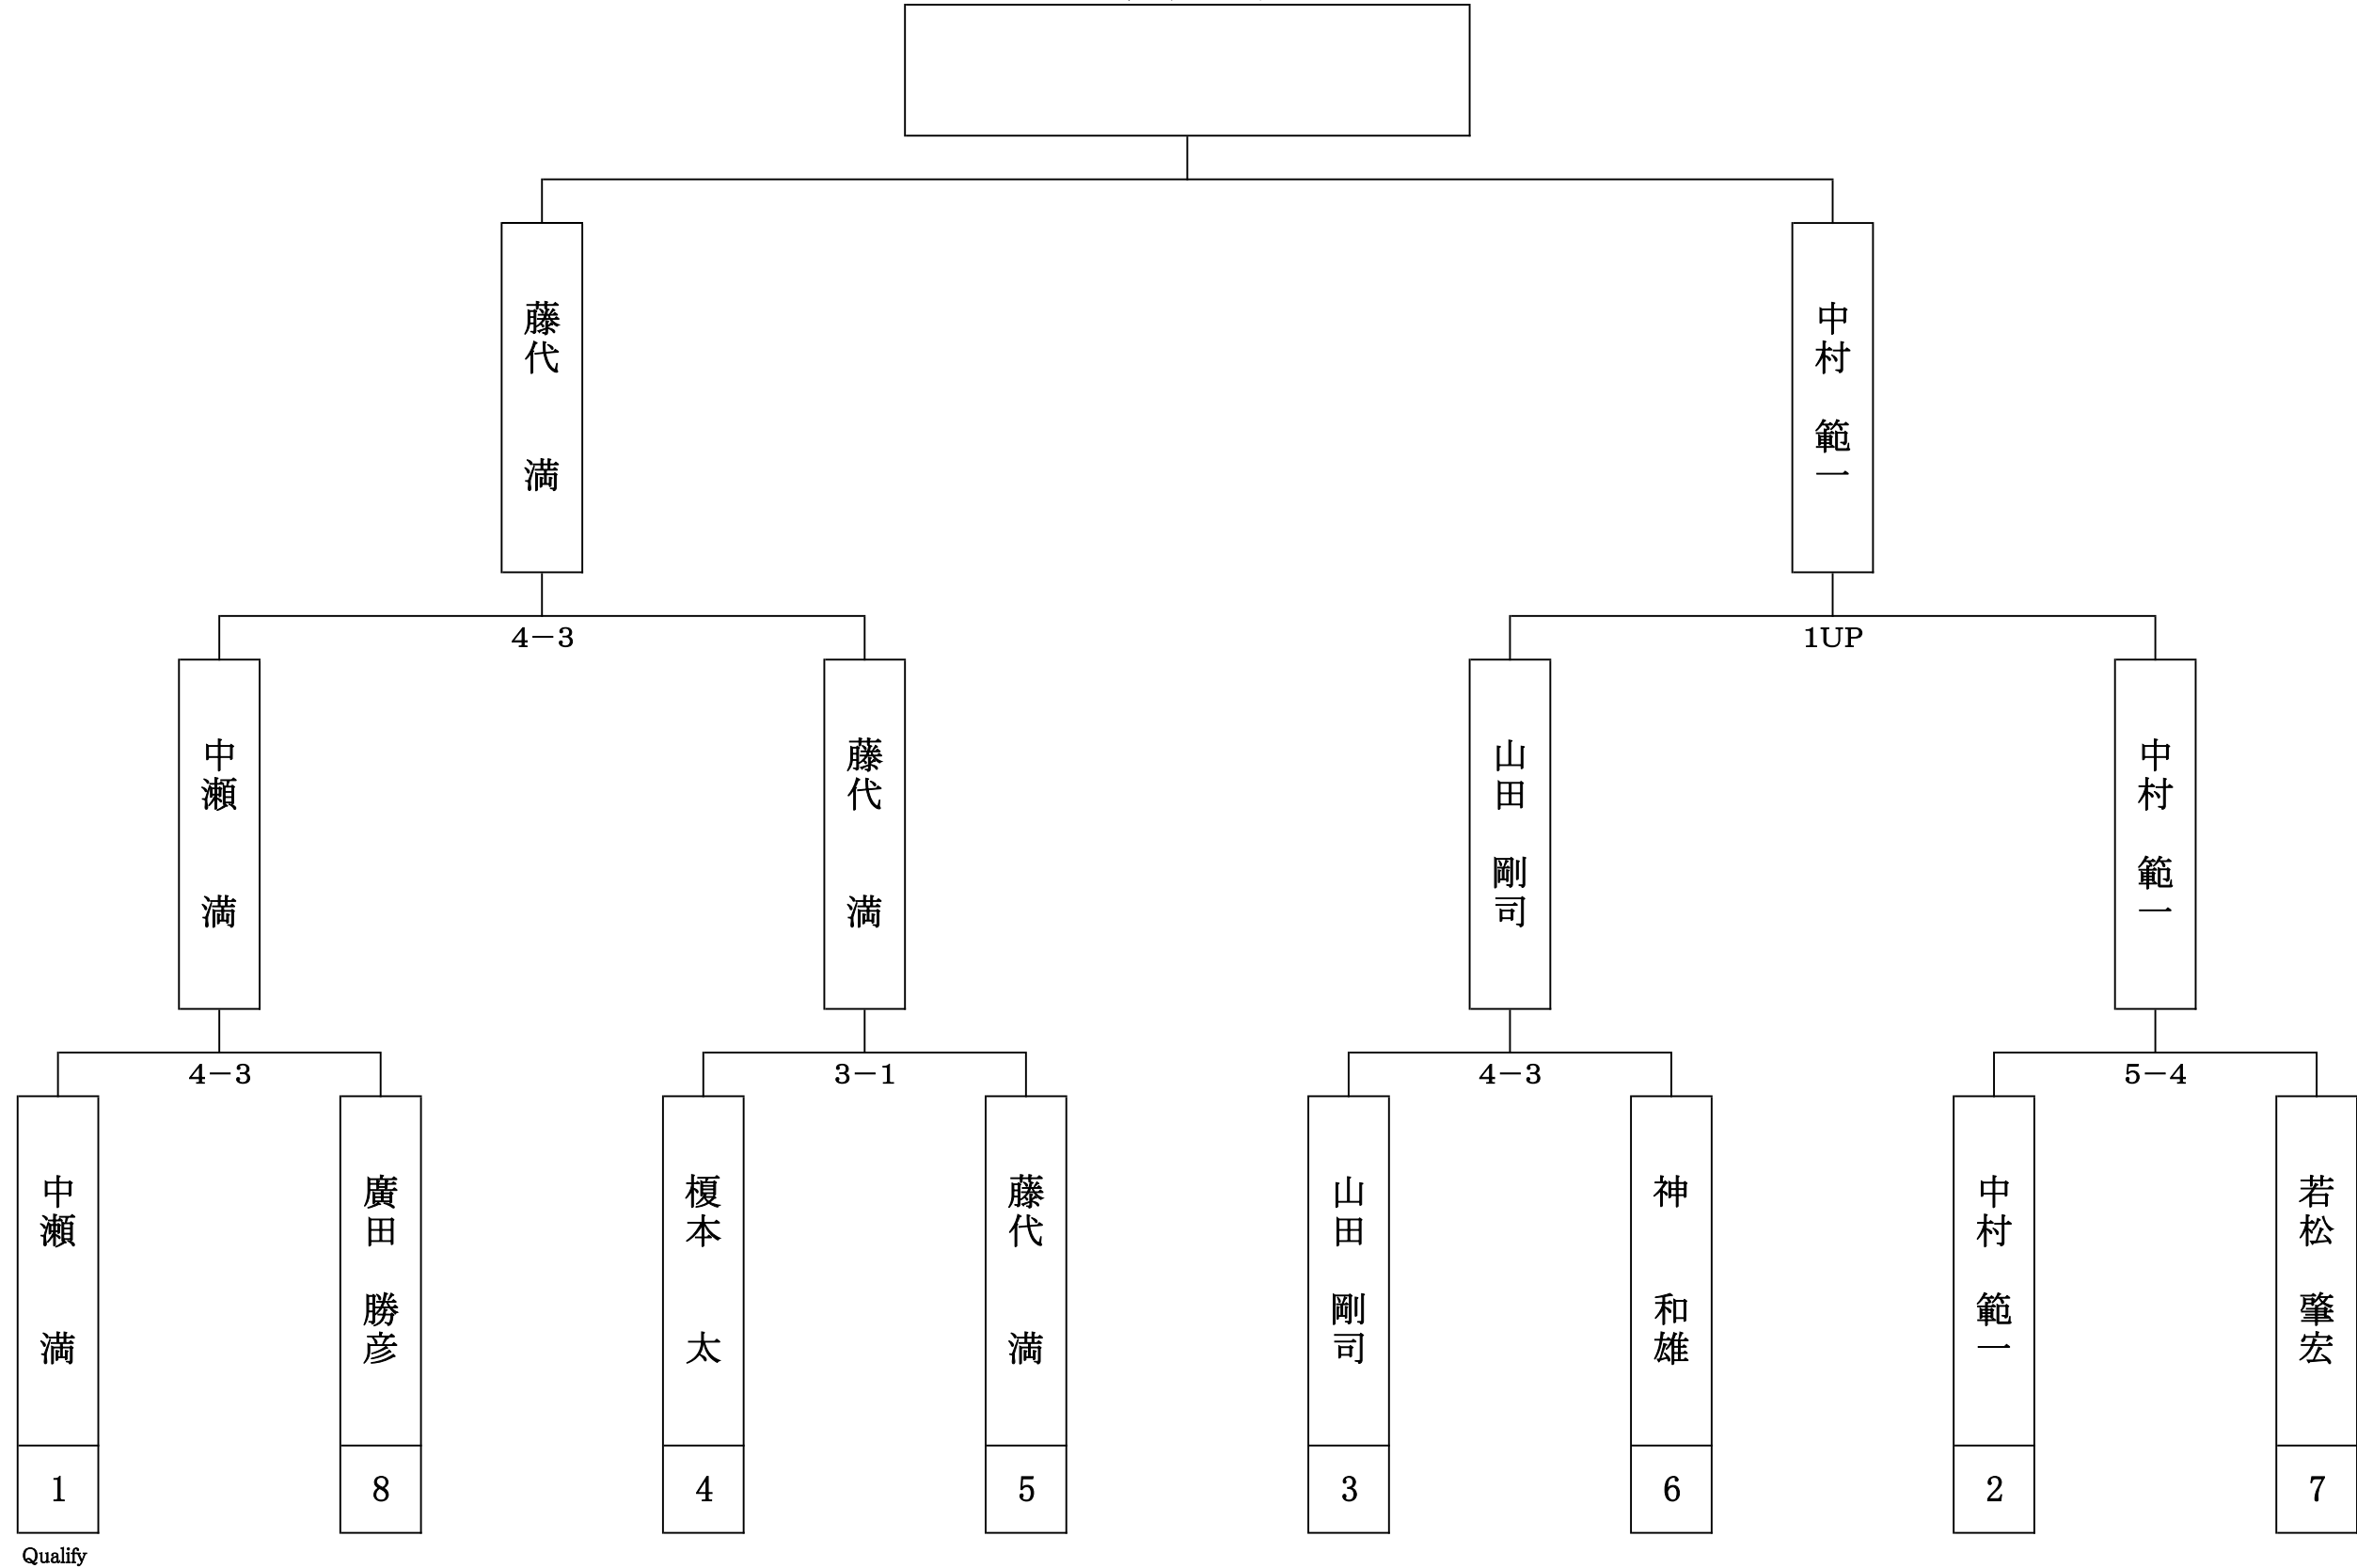 藤代　　満
中村　範一
4－3
1UP
中瀬　　満
藤代　　満
山田　剛司
中村　範一
4－3
3－1
4－3
5－4
中瀬　　満
廣田　勝彦
榎本　　太
藤代　　満
山田　剛司
神　　和雄
中村　範一
若松　肇宏
1
8
4
5
3
6
2
7
Qualify